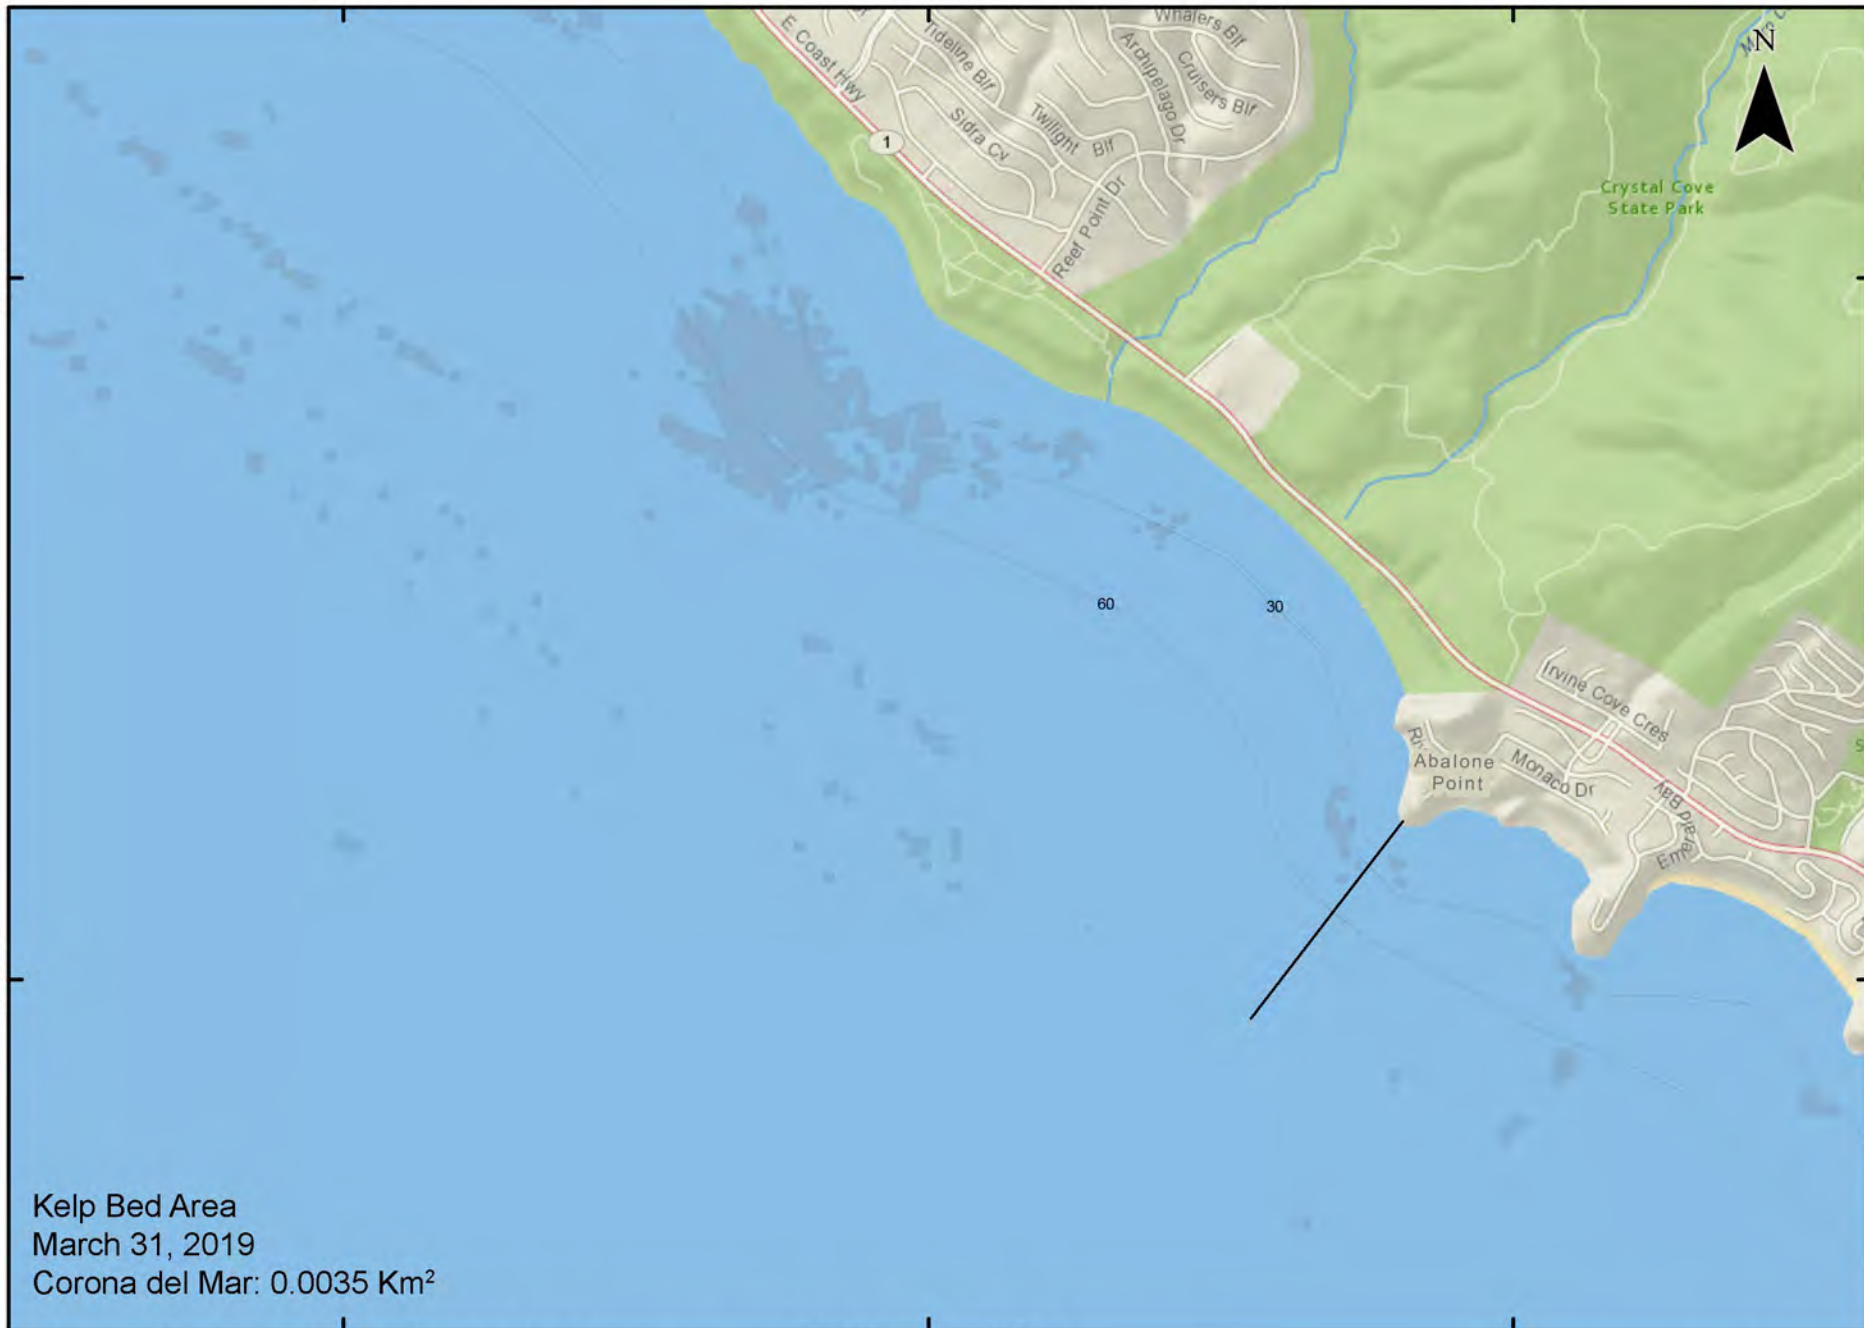 Whalers Blf
N
E Coast Hwy
Tideline Blf
Archipelago Dr
Cruisers Blf
Sidra Cv
Twilight Blf
1
Crystal Cove
State Park
Reef Point Dr
60
30
Irvine Cove Cres
Abalone
Point
Monaco Dr
Emerald Bay
Kelp Bed Area
March 31, 2019
Corona del Mar: 0.0035 Km²